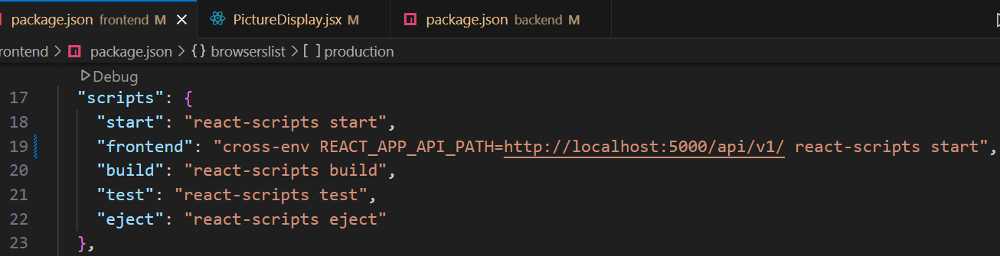 package.json frontend M PictureDisplay.jsx M package.json backend M
rontend > package.json > {} browserslist > [ ] production
Debug
17 "scripts": {
18 "start": "react-scripts start",
19 "frontend": "cross-env REACT_APP_API_PATH=http://localhost:5000/api/v1/ react-scripts start",
20 "build": "react-scripts build",
21 "test": "react-scripts test",
22 "eject": "react-scripts eject"
23 },